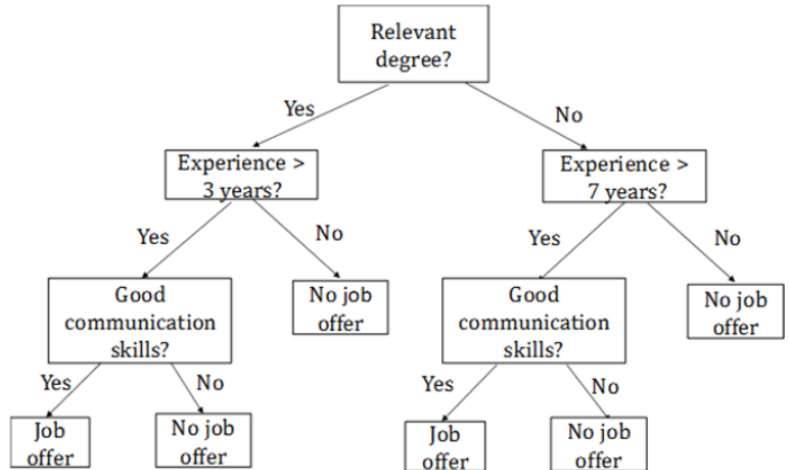 Relevant
degree?
Yes
No
Experience >
3 years?
Experience >
7 years?
Yes
No
Yes
No
Good
communication
skills?
No job
offer
Good
communication
skills?
No job
offer
Yes
No
Yes
No
Job
offer
No job
offer
Job
offer
No job
offer